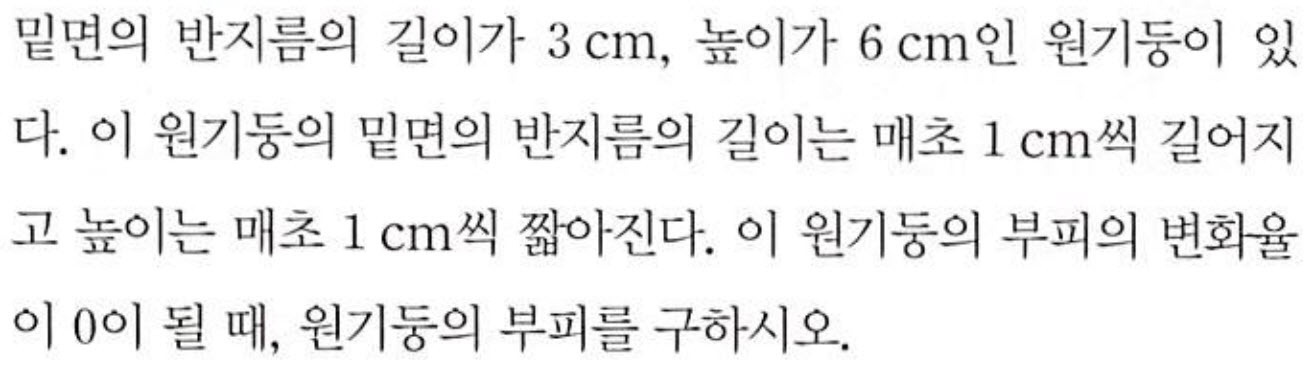 밑면의 반지름의 길이가 3 cm, 높이가 6 cm인 원기둥이 있
다. 이 원기둥의 밑면의 반지름의 길이는 매초 1 cm씩 길어지
고 높이는 매초 1 cm씩 짧아진다. 이 원기둥의 부피의 변화율
이 0이 될 때, 원기둥의 부피를 구하시오.